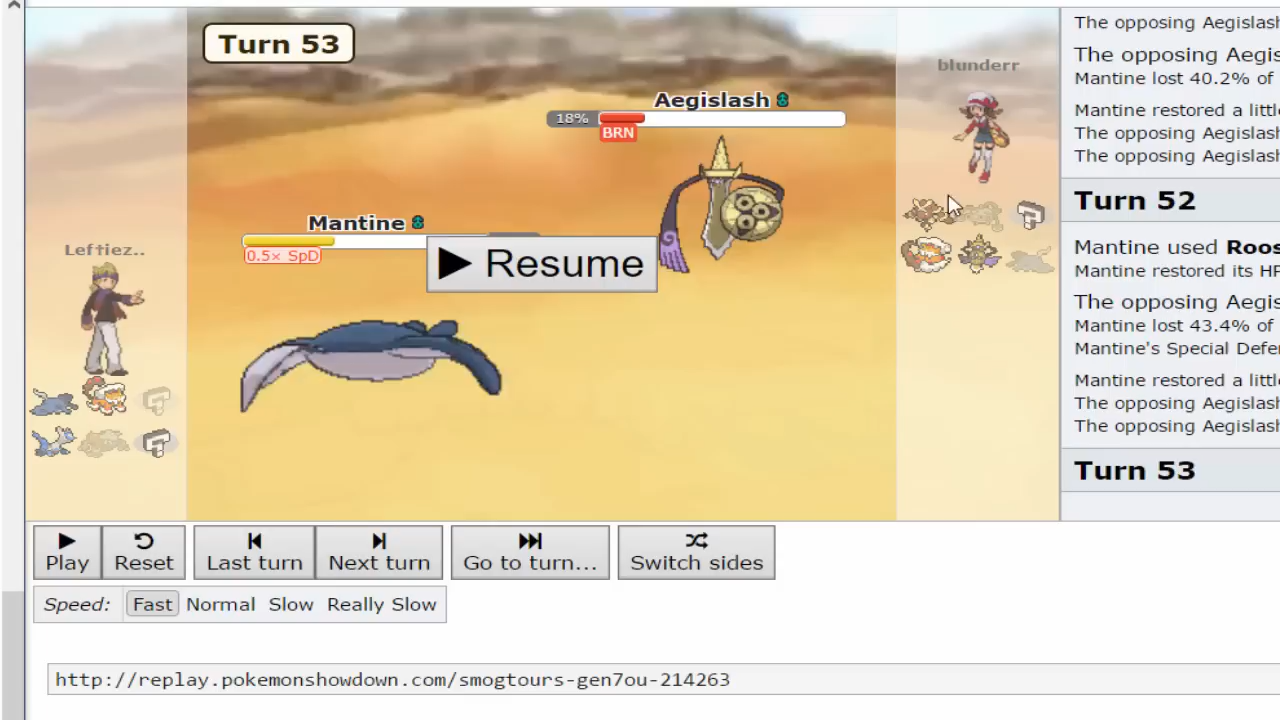 Turn 53
blunderr
Aegislash
18%
BRN
Mantine
0.5× SpD
Leftiez..
Resume
The opposing Aegislash
The opposing Aegis
Mantine lost 40.2% of
Mantine restored a little
The opposing Aegislash
The opposing Aegislash
Turn 52
Mantine used Roos
Mantine restored its HP
The opposing Aegis
Mantine lost 43.4% of
Mantine's Special Defer
Mantine restored a little
The opposing Aegislash
The opposing Aegislash
Turn 53
Play
Reset
Last turn
Next turn
Go to turn...
Switch sides
Speed: Fast Normal Slow Really Slow
http://replay.pokemonshowdown.com/smogtours-gen7ou-214263